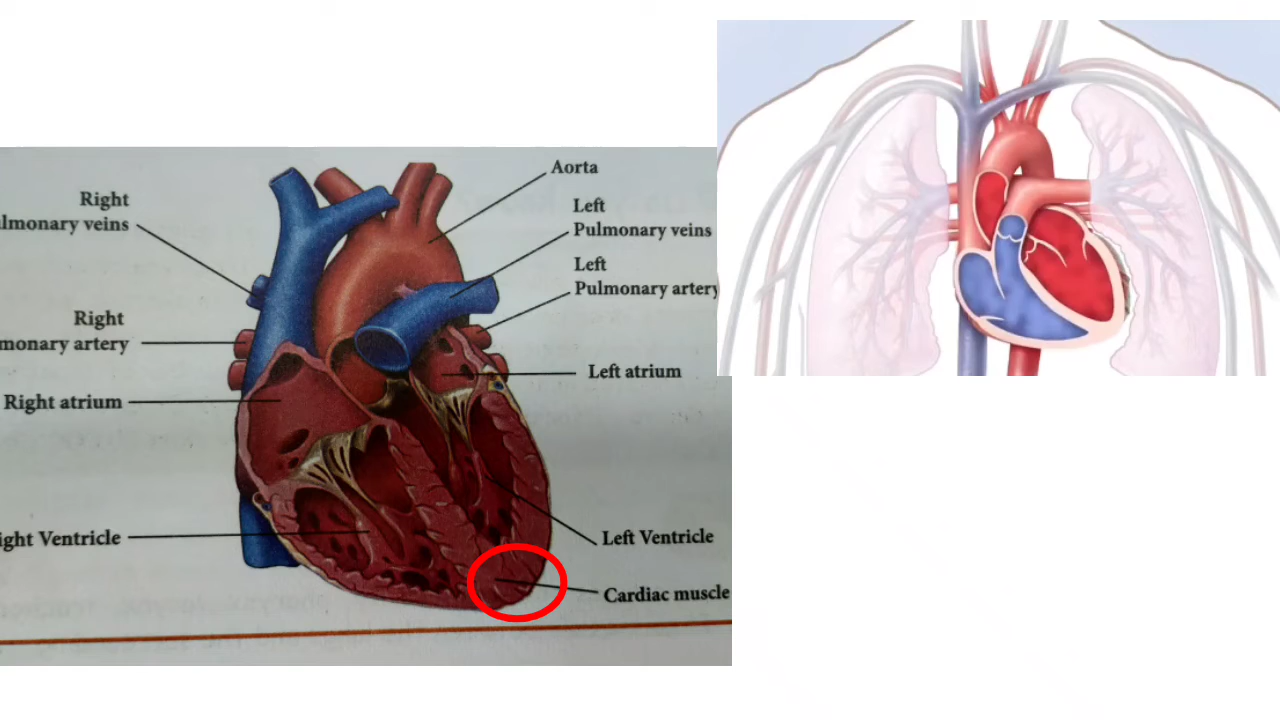 Aorta
Right
lmonary veins
Left
Pulmonary veins
Left
Pulmonary artery
Right
monary artery
Left atrium
Right atrium
ight Ventricle
Left Ventricle
Cardiac muscle